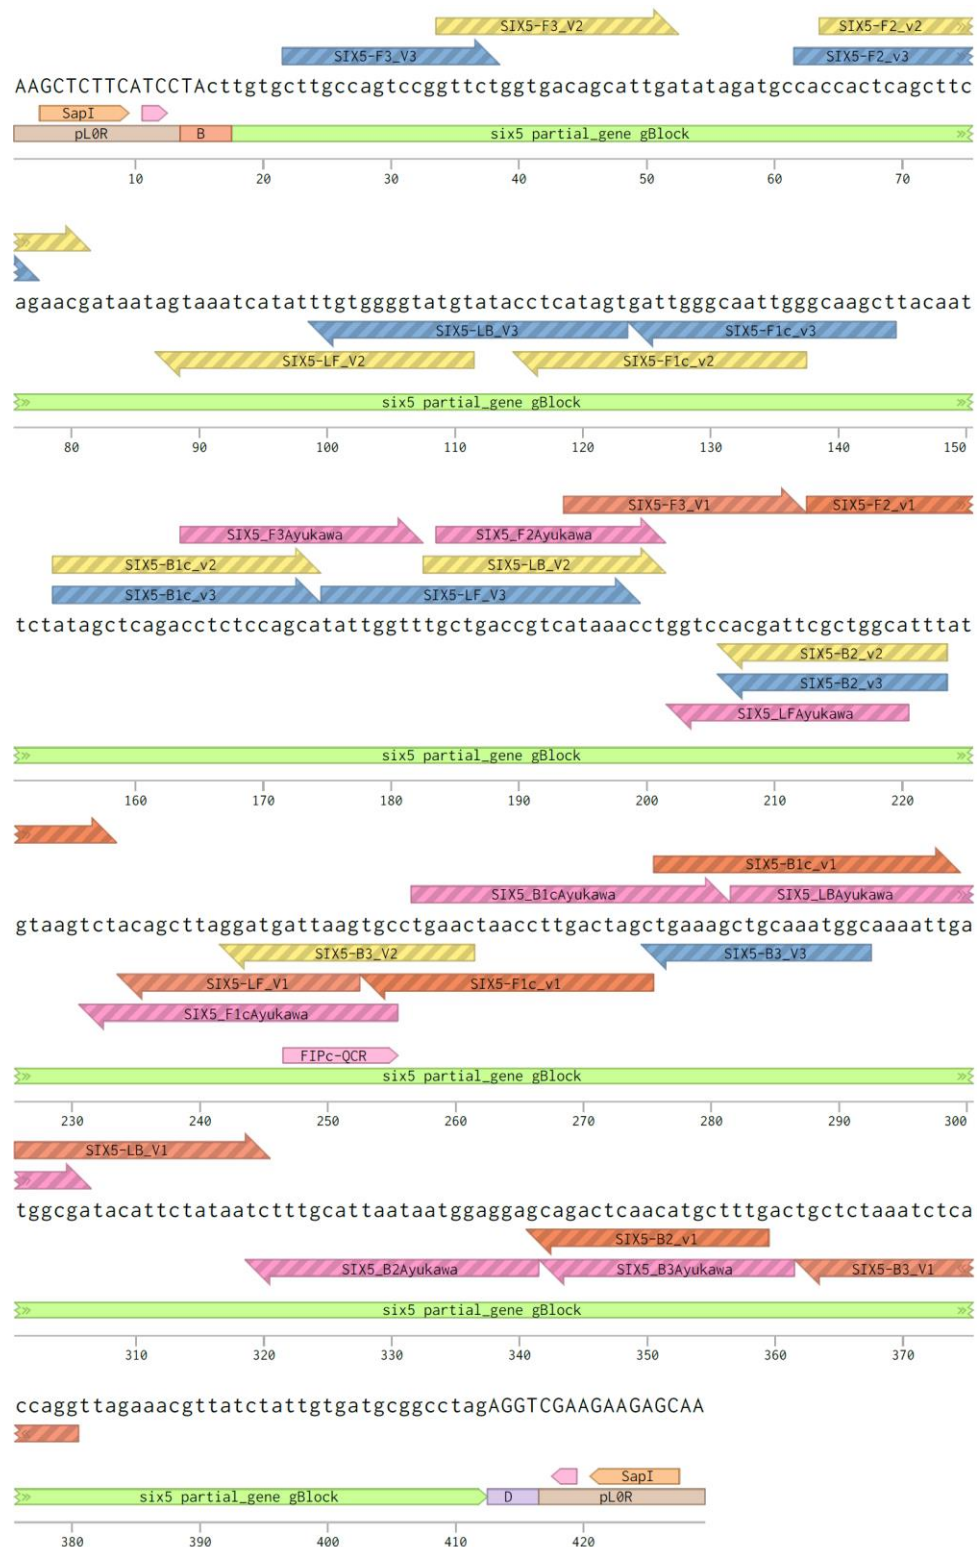 SIX5-F3_V2 SIX5-F2_v2
SIX5-F3_V3 SIX5-F2_v3
AAGCTCTTCATCCTActtgtgcttgccagtccggttctggtgacagcattgatatagatgccaccactcagcttc
SapI
pL0R B six5 partial_gene gBlock
10 20 30 40 50 60 70
agaacgataatagtaaatcatatttgtggggtatgtatacctcatagtgattgggcaattgggcaagcttacaat
SIX5-LB_V3 SIX5-F1c_v3
SIX5-LF_V2 SIX5-F1c_v2
six5 partial_gene gBlock
80 90 100 110 120 130 140 150
SIX5-F3_V1 SIX5-F2_v1
SIX5_F3Ayukawa SIX5_F2Ayukawa
SIX5-B1c_v2 SIX5-LB_V2
SIX5-B1c_v3 SIX5-LF_V3
tctatagctcagacctctccagcatattggtttgctgaccgtcataaacctggtccacgattcgctggcatttat
SIX5-B2_v2
SIX5-B2_v3
SIX5_LFAyukawa
six5 partial_gene gBlock
160 170 180 190 200 210 220
SIX5-B1c_v1
SIX5_B1cAyukawa SIX5_LBAyukawa
gtaagtctacagcttaggatgattaagtgcctgaactaaccttgactagctgaaagctgcaaatggcaaaattga
SIX5-B3_V2 SIX5-B3_V3
SIX5-LF_V1 SIX5-F1c_v1
SIX5_F1cAyukawa
FIPc-QCR
six5 partial_gene gBlock
230 240 250 260 270 280 290 300
SIX5-LB_V1
tggcgatacattctataatctttgcattaataatggaggagcagactcaacatgctttgactgctctaaatctca
SIX5-B2_v1
SIX5_B2Ayukawa SIX5_B3Ayukawa SIX5-B3_V1
six5 partial_gene gBlock
310 320 330 340 350 360 370
ccaggttagaaacgttatctattgtgatgcggcctagAGGTCGAAGAAGAGCAA
SapI
six5 partial_gene gBlock D pL0R
380 390 400 410 420